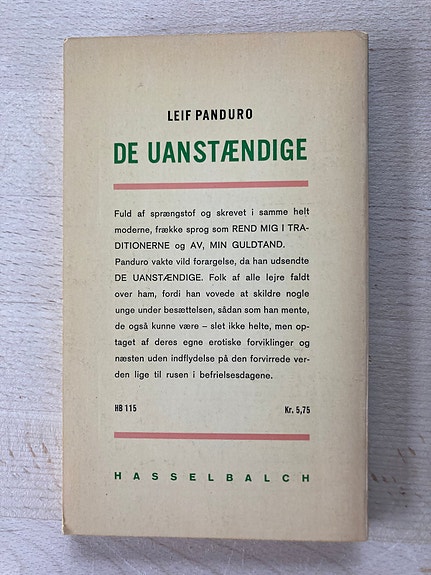 LEIF PANDURO
DE UANSTÆNDIGE
Fuld af sprængstof og skrevet i samme helt
moderne, frække sprog som REND MIG I TRA-
DITIONERNE og AV, MIN GULDTAND.
Panduro vakte vild forargelse, da han udsendte
DE UANSTÆNDIGE. Folk af alle lejre faldt
over ham, fordi han vovede at skildre nogle
unge under besættelsen, sådan som han mente,
de også kunne være – slet ikke helte, men op-
taget af deres egne erotiske forviklinger og
næsten uden indflydelse på den forvirrede ver-
den lige til rusen i befrielsesdagene.
HB 115 Kr. 5,75
HASSELBALCH